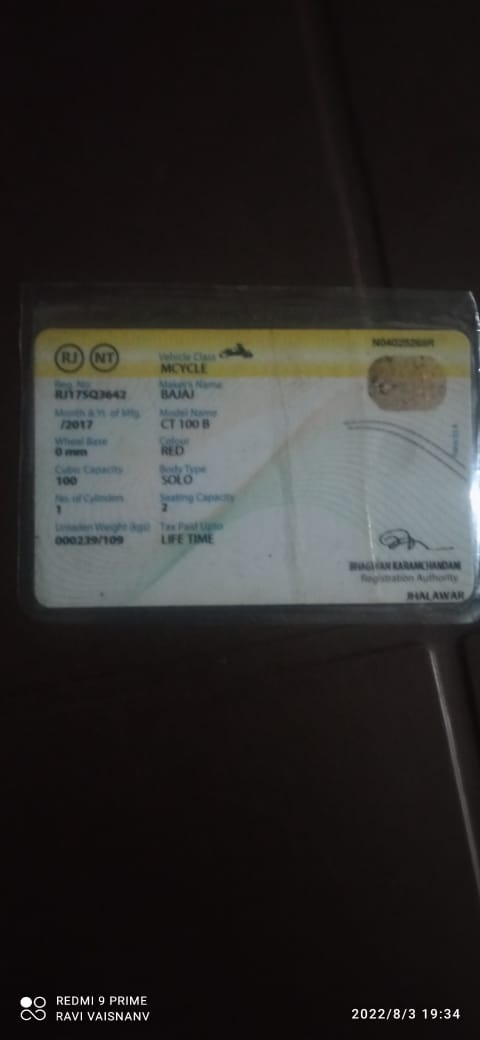 N04025268R
RJ NT
Vehicle Class
MCYCLE
Reg. No
RJ17SQ3642
Maker's Name
BAJAJ
Month & Yr. of Mfg.
/2017
Model Name
CT 100 B
Wheel Base
0 mm
Colour
RED
Cubic Capacity
100
Body Type
SOLO
No. of Cylinders
1
Seating Capacity
2
Unladen Weight (kgs)
000239/109
Tax Paid Upto
LIFE TIME
BHAGWAN KARAMCHANDANI
Registration Authority
JHALAWAR
REDMI 9 PRIME
RAVI VAISNANV
2022/8/3 19:34